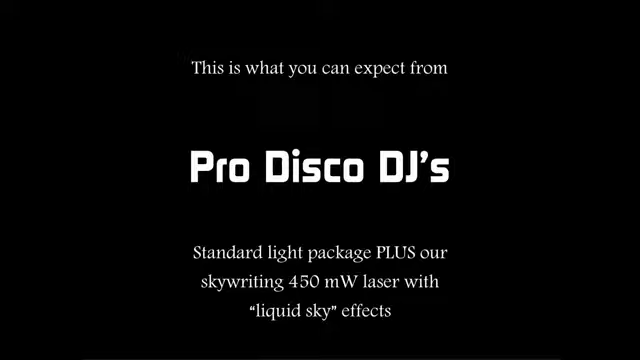 This is what you can expect from
Pro Disco DJ's
Standard light package PLUS our
skywriting 450 mW laser with
“liquid sky” effects